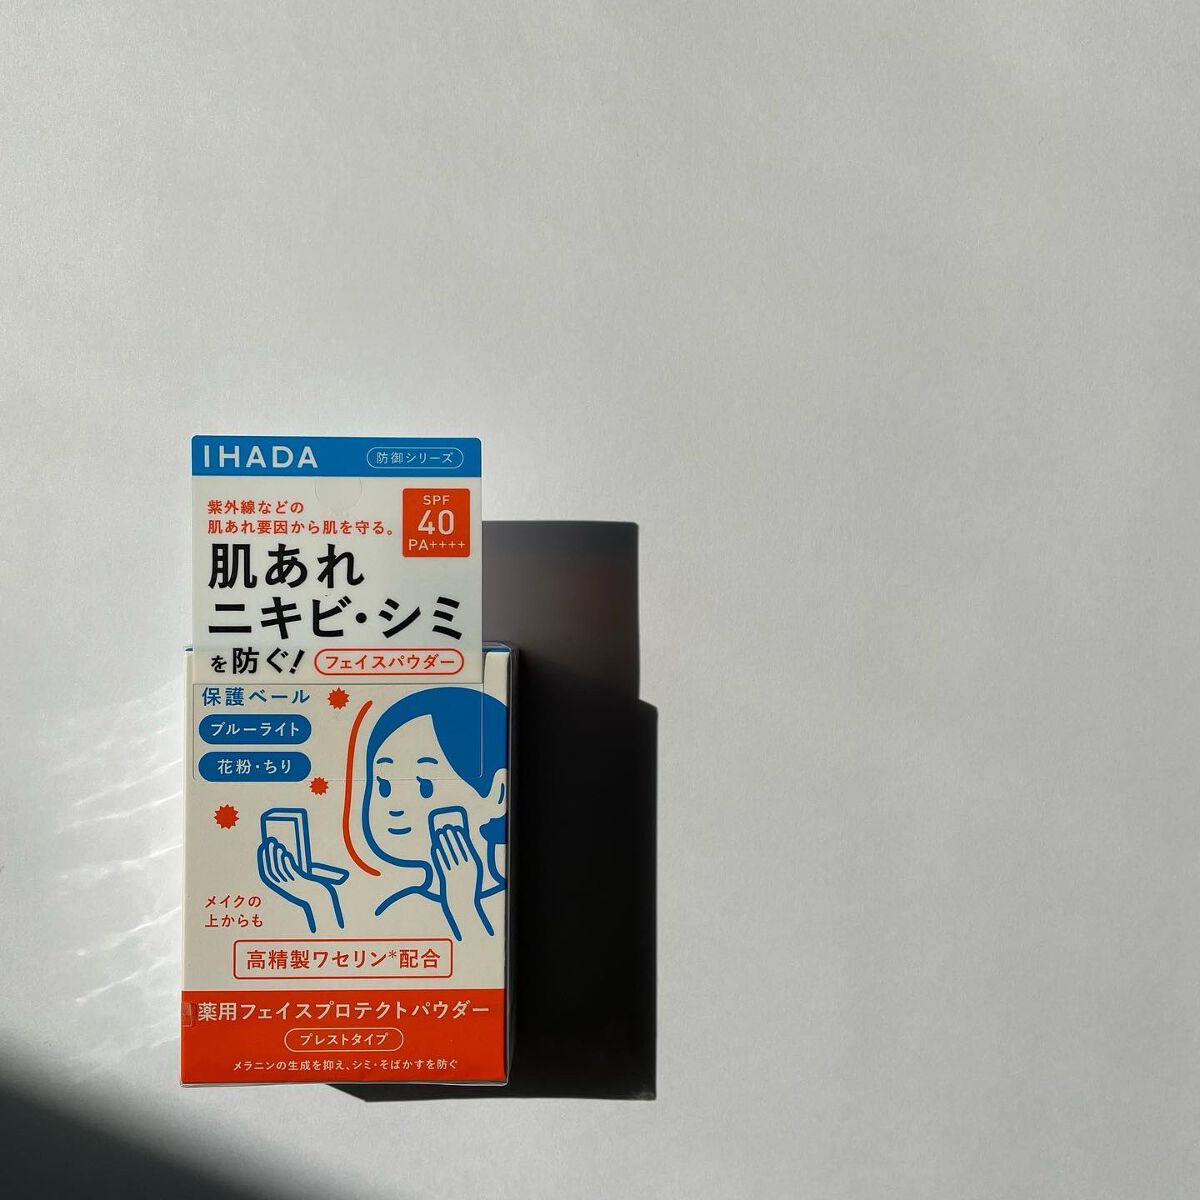 IHADA
防御シリーズ
紫外線などの
肌あれ要因から肌を守る。
SPF
40
PA++++
肌あれ
ニキビ・シミ
を防ぐ!
フェイスパウダー
保護ベール
ブルーライト
花粉・ちり
メイクの
上からも
高精製ワセリン*配合
薬用フェイスプロテクトパウダー
プレストタイプ
メラニンの生成を抑え、シミ・そばかすを防ぐ